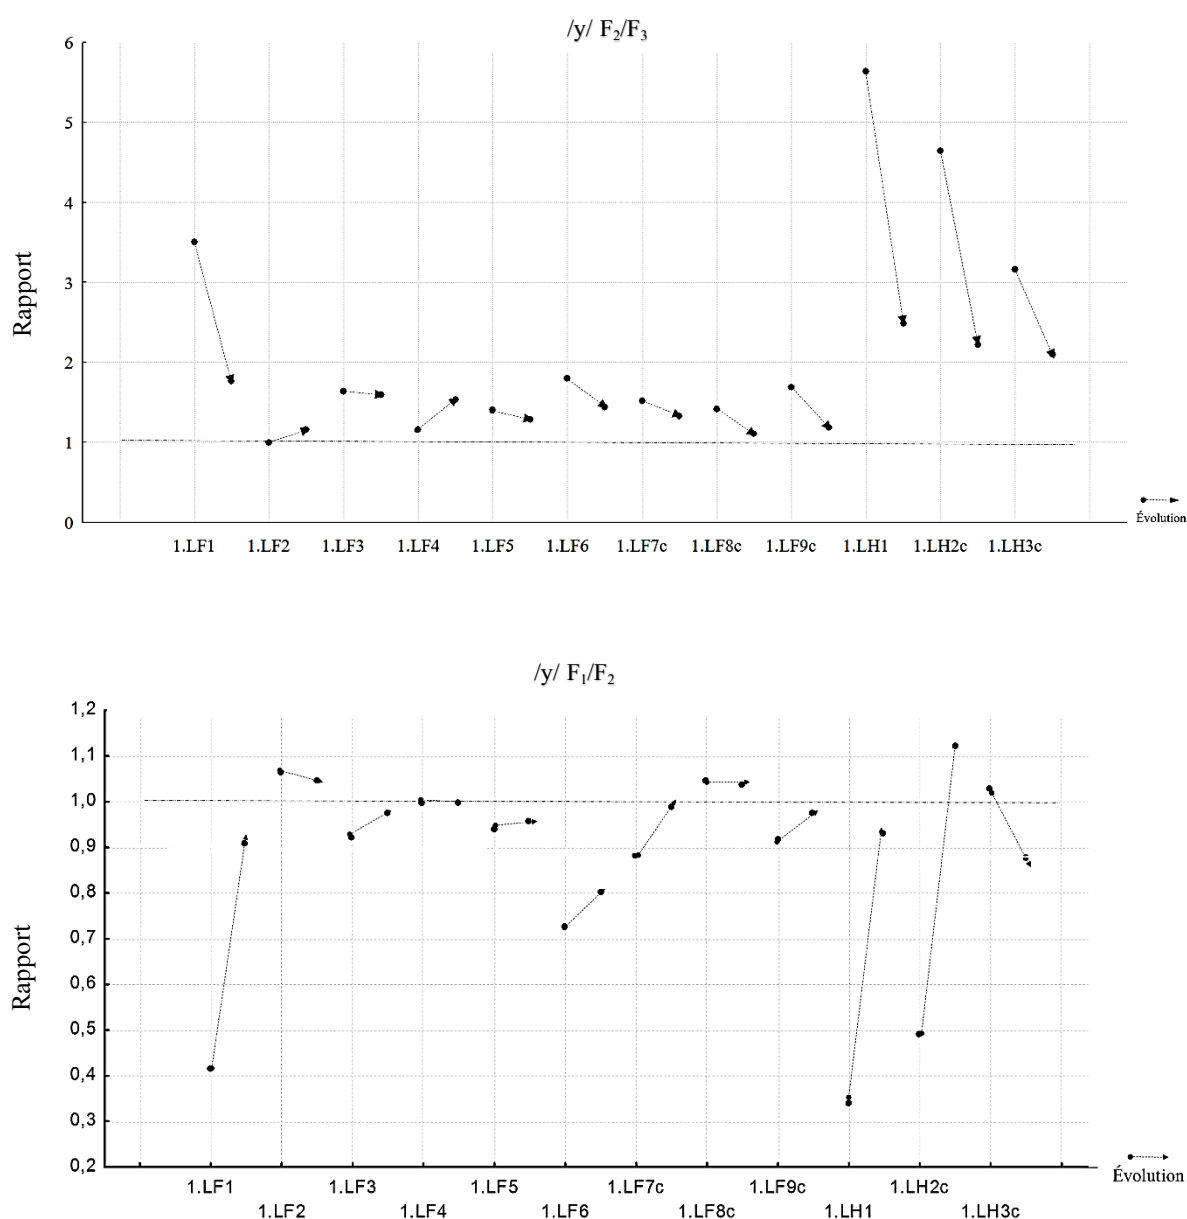 /y/ F₂/F₃
6
5
4
3
2
1
0
Rapport
1.LF1 1.LF2 1.LF3 1.LF4 1.LF5 1.LF6 1.LF7c 1.LF8c 1.LF9c 1.LH1 1.LH2c 1.LH3c
Évolution
/y/ F₁/F₂
1,2
1,1
1,0
0,9
0,8
0,7
0,6
0,5
0,4
0,3
0,2
Rapport
1.LF1 1.LF3 1.LF5 1.LF7c 1.LF9c 1.LH2c
1.LF2 1.LF4 1.LF6 1.LF8c 1.LH1 1.LH3c
Évolution